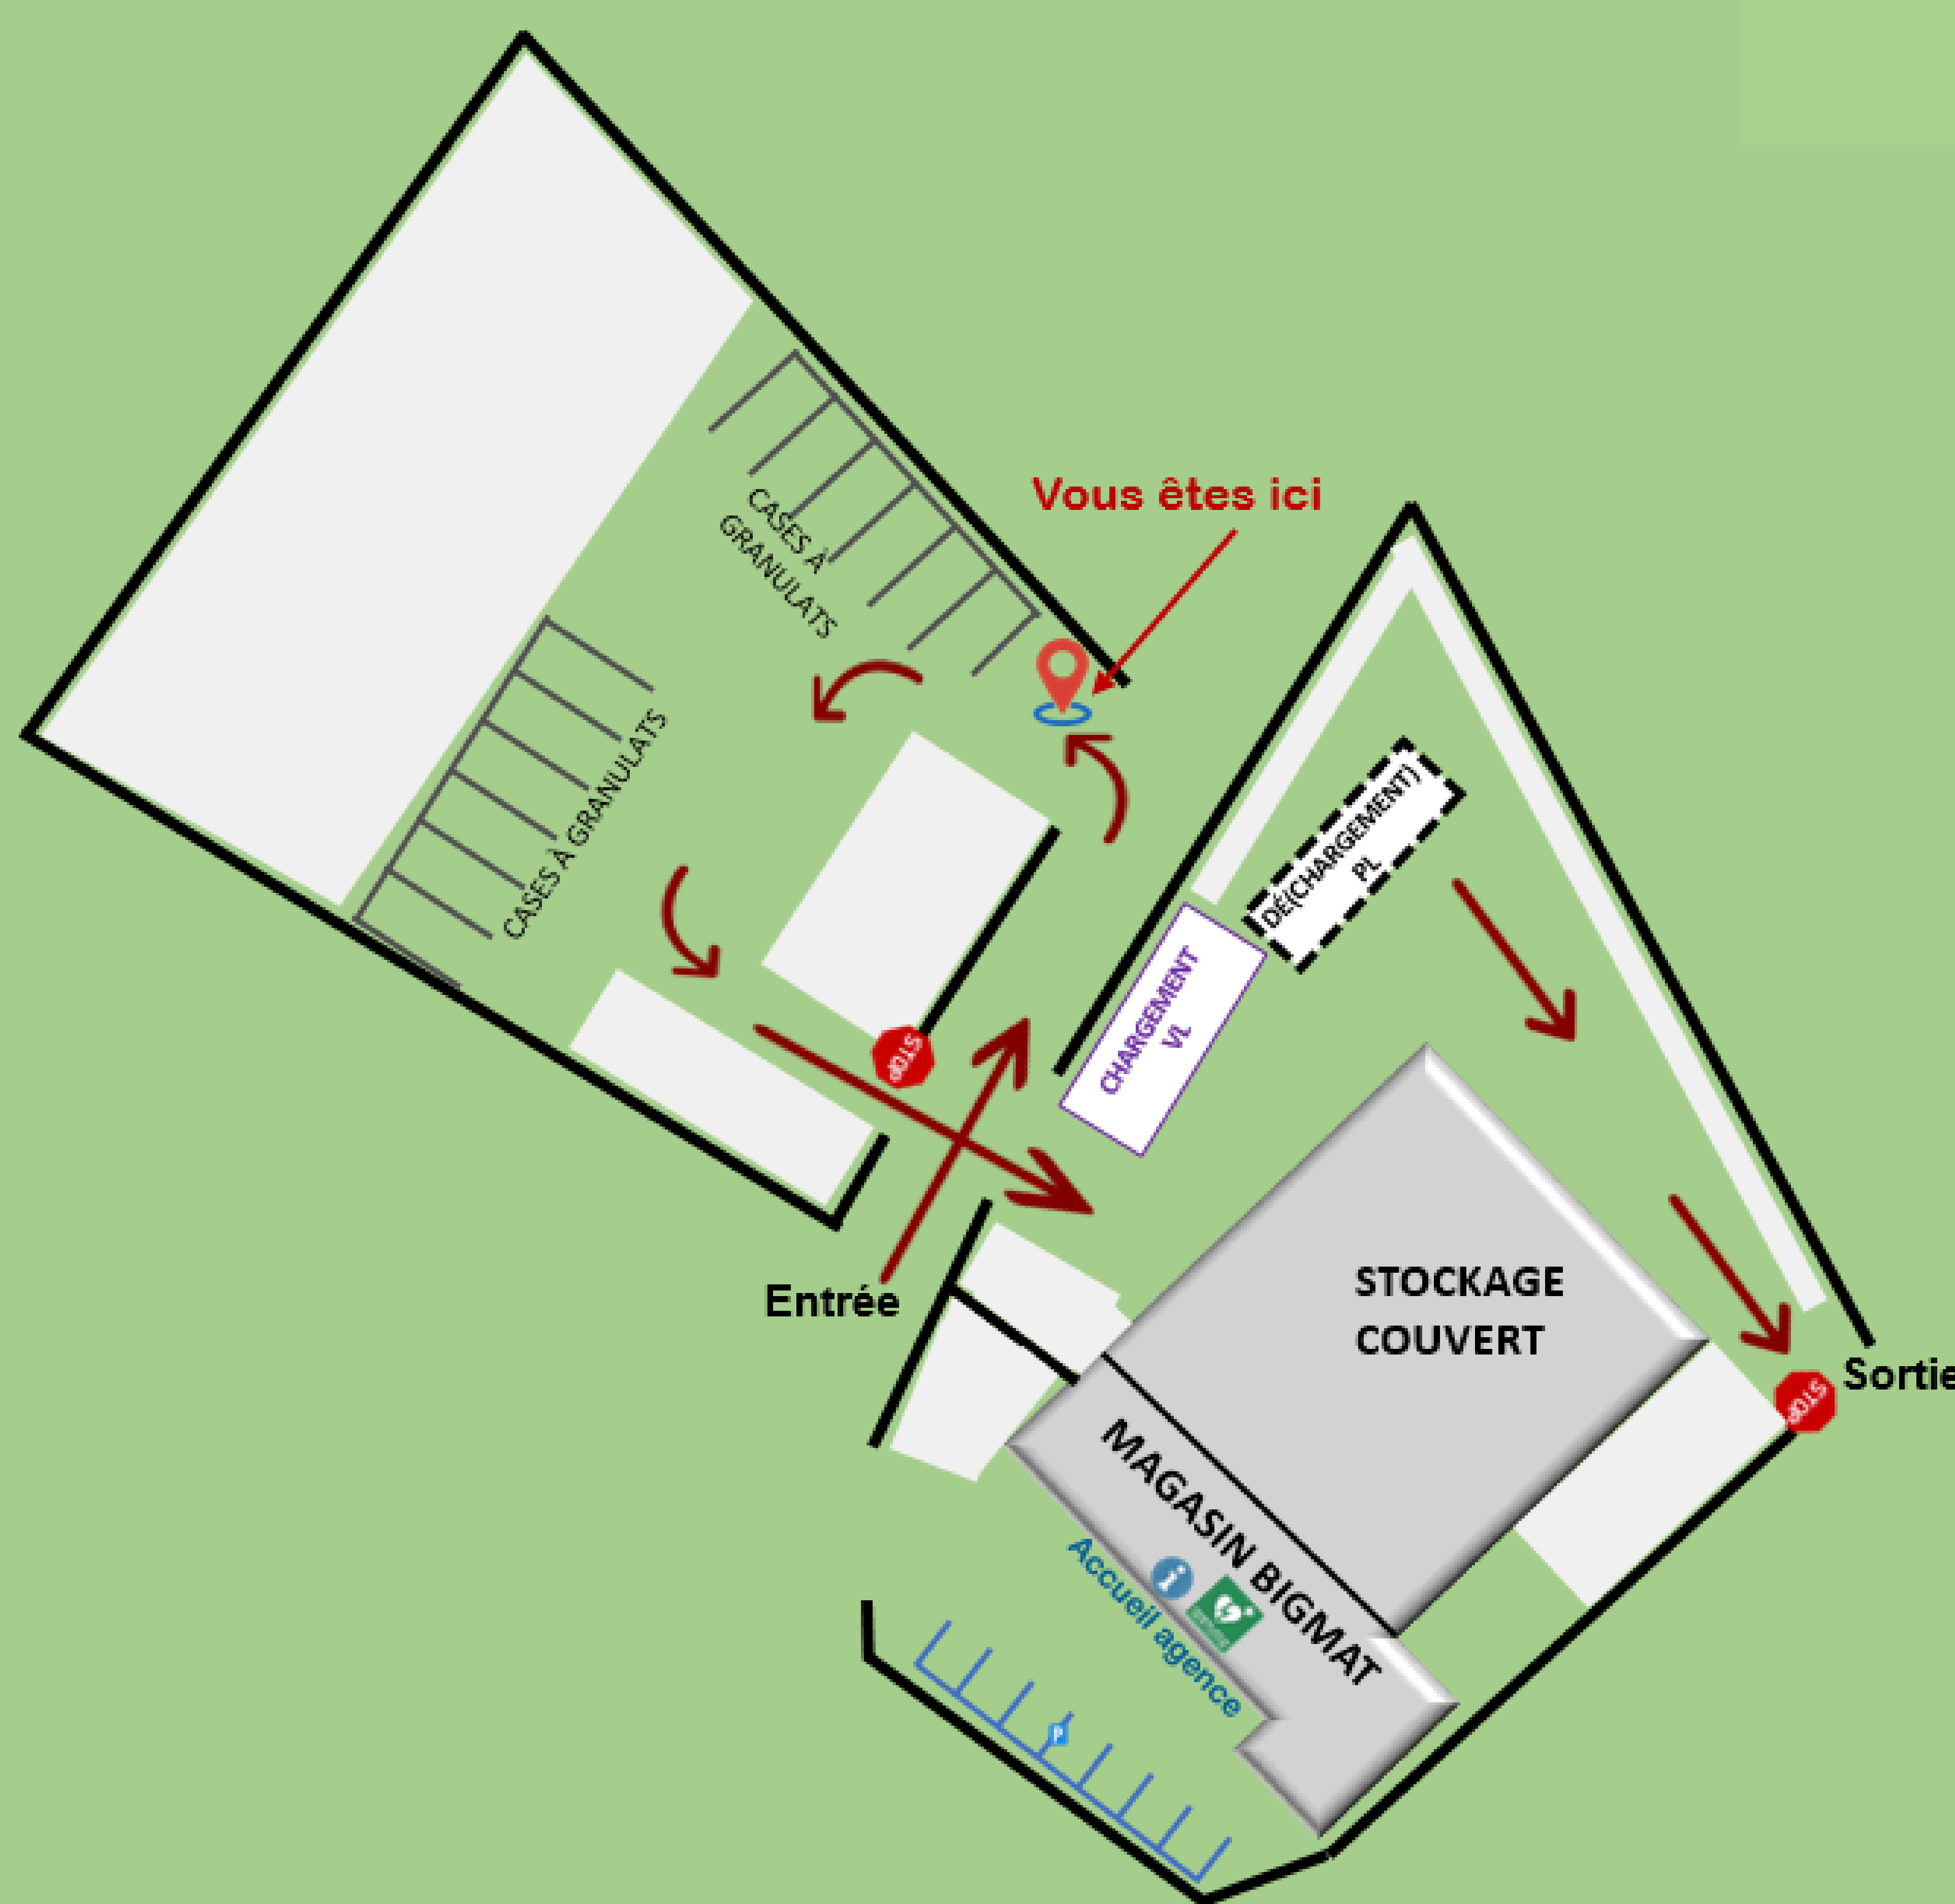 Vous êtes ici
CASES À
GRANULATS
CASES À GRANULATS
DÉ(CHARGEMENT)
PL
CHARGEMENT
VL
STOP
Entrée
STOCKAGE
COUVERT
Sortie
STOP
MAGASIN BIGMAT
i
Accueil agence
P